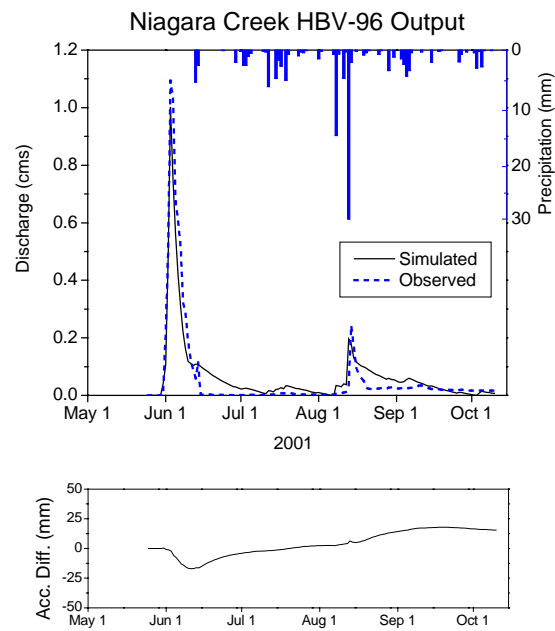 Niagara Creek HBV-96 Output
1.2
1.0
0.8
0.6
0.4
0.2
0.0
Discharge (cms)
0
10
20
30
Precipitation (mm)
Simulated
Observed
May 1 Jun 1 Jul 1 Aug 1 Sep 1 Oct 1
2001
50
25
0
-25
-50
Acc. Diff. (mm)
May 1 Jun 1 Jul 1 Aug 1 Sep 1 Oct 1